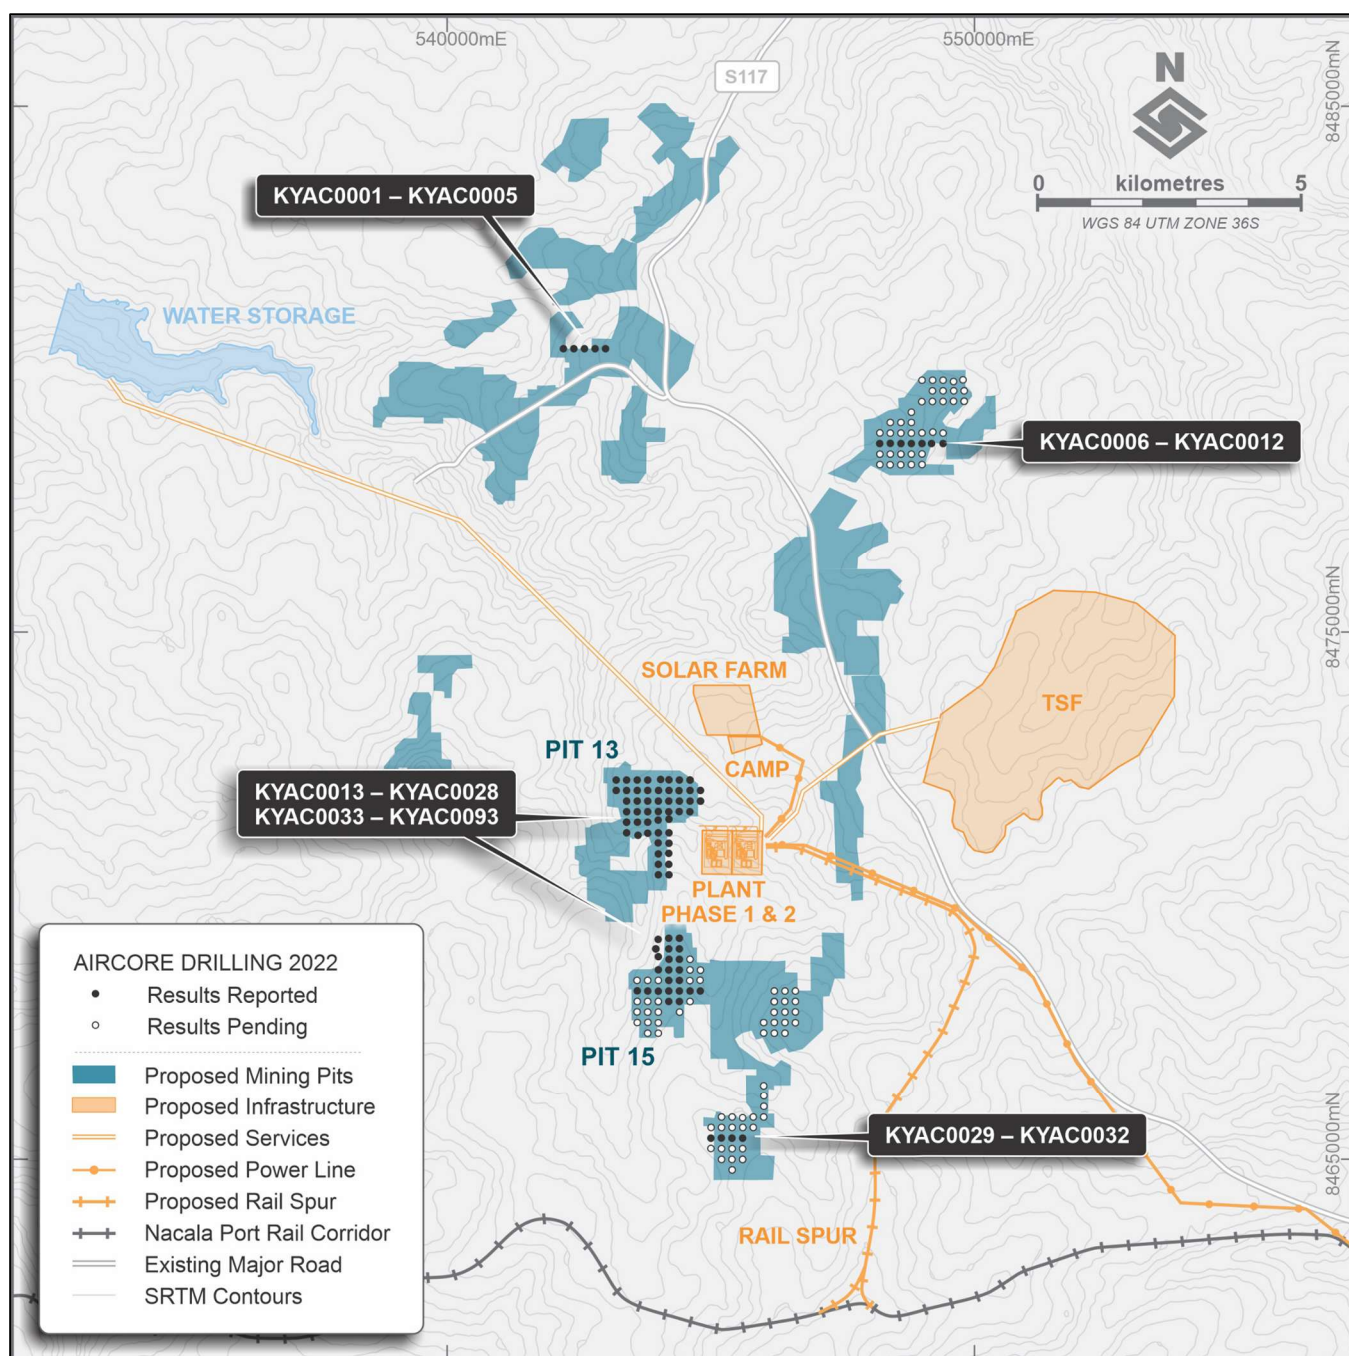 540000mE
550000mE
S117
N
8485000mN
0 kilometres 5
WGS 84 UTM ZONE 36S
KYAC0001 – KYAC0005
WATER STORAGE
KYAC0006 – KYAC0012
8475000mN
SOLAR FARM
TSF
PIT 13
CAMP
KYAC0013 – KYAC0028
KYAC0033 – KYAC0093
PLANT
PHASE 1 & 2
PIT 15
KYAC0029 – KYAC0032
8465000mN
RAIL SPUR
AIRCORE DRILLING 2022
Results Reported
Results Pending
Proposed Mining Pits
Proposed Infrastructure
Proposed Services
Proposed Power Line
Proposed Rail Spur
Nacala Port Rail Corridor
Existing Major Road
SRTM Contours